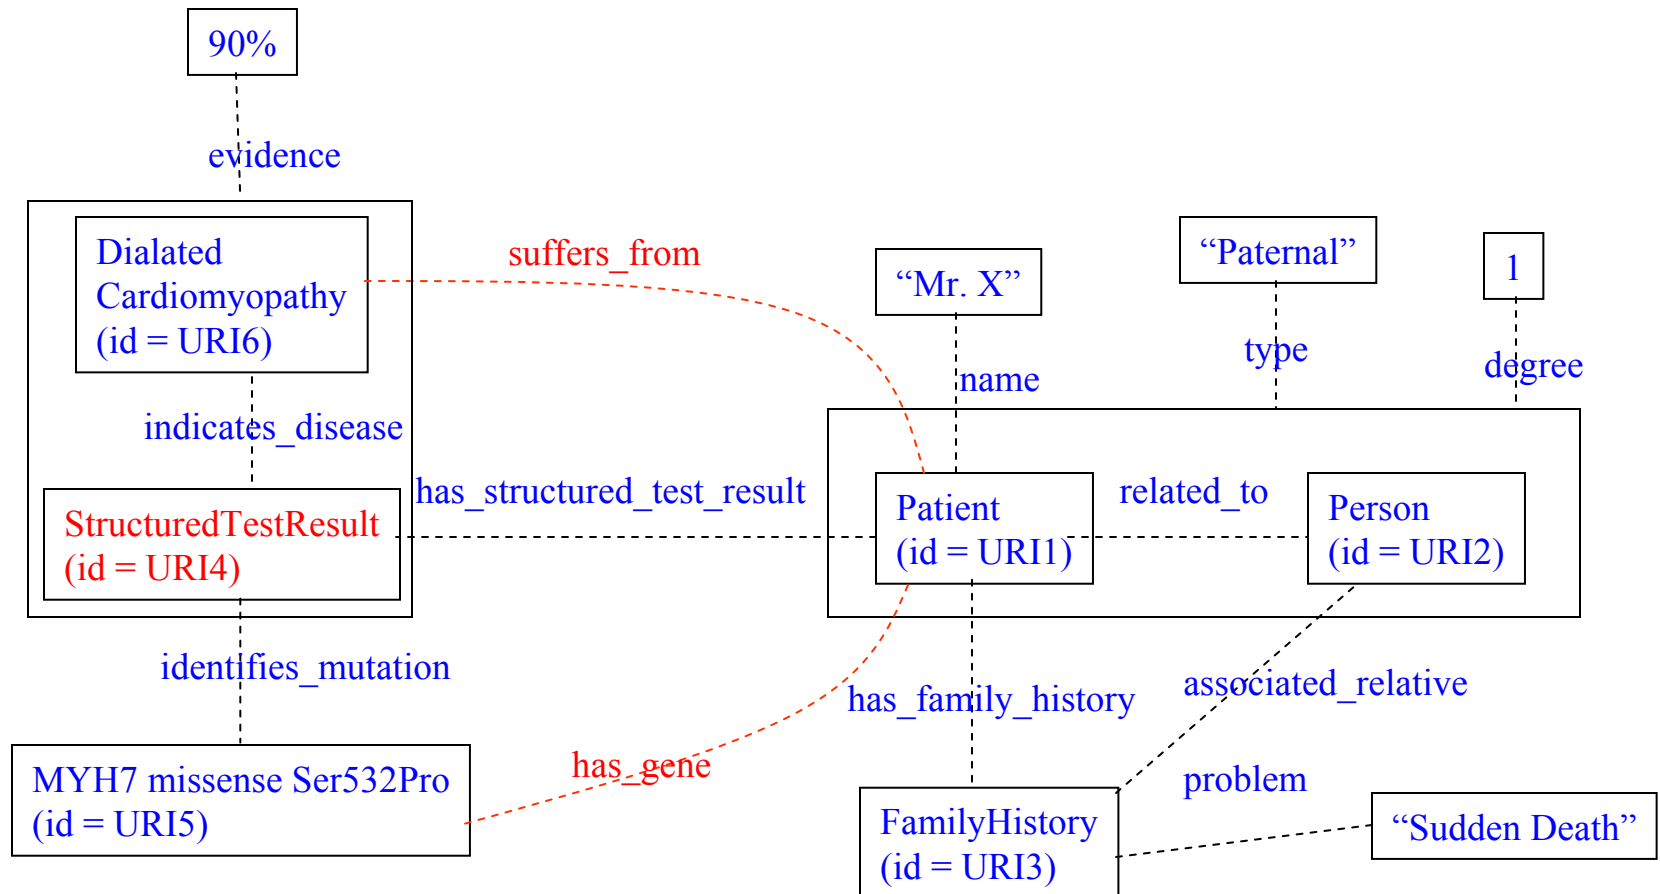 90%
evidence
Dialated
Cardiomyopathy
(id = URI6)
suffers_from
“Mr. X”
“Paternal”
1
name
type
degree
indicates_disease
StructuredTestResult
(id = URI4)
has_structured_test_result
Patient
(id = URI1)
related_to
Person
(id = URI2)
identifies_mutation
has_family_history
associated_relative
MYH7 missense Ser532Pro
(id = URI5)
has_gene
problem
FamilyHistory
(id = URI3)
“Sudden Death”